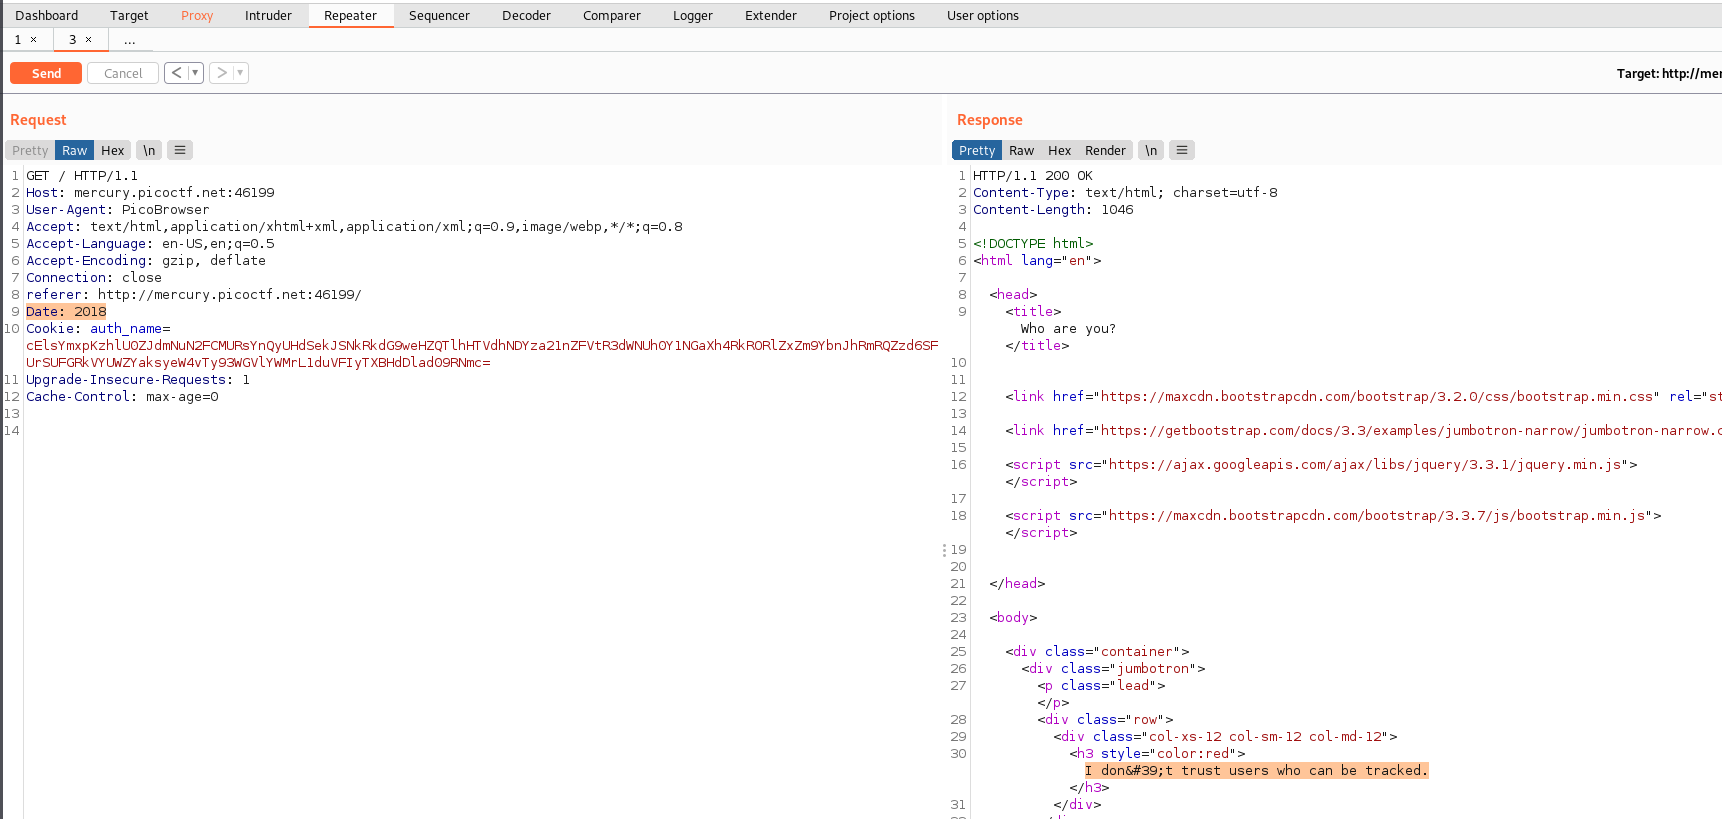 Dashboard Target Proxy Intruder Repeater Sequencer Decoder Comparer Logger Extender Project options User options
1 × 3 × ...
Send Cancel < ▼ > ▼ Target: http://mer
Request
Pretty Raw Hex \n ≡
1 GET / HTTP/1.1
2 Host: mercury.picoctf.net:46199
3 User-Agent: PicoBrowser
4 Accept: text/html,application/xhtml+xml,application/xml;q=0.9,image/webp,*/*;q=0.8
5 Accept-Language: en-US,en;q=0.5
6 Accept-Encoding: gzip, deflate
7 Connection: close
8 referer: http://mercury.picoctf.net:46199/
9 Date: 2018
10 Cookie: auth_name=
cElsYmxpKzhlU0ZJdmNuN2FCMURsYnQyUHdSekJSNkRkdG9weHZQTlhHTVdhNDYza21nZFVtR3dWNUh0Y1NGaXh4RkRORlZxZm9YbnJhRmRQZzd6SF
UrSUFGRkVYUWZYaksyeW4vTy93WGVlYWMrL1duVFIyTXBHdDlad09RNmc=
11 Upgrade-Insecure-Requests: 1
12 Cache-Control: max-age=0
13
14
Response
Pretty Raw Hex Render \n ≡
1 HTTP/1.1 200 OK
2 Content-Type: text/html; charset=utf-8
3 Content-Length: 1046
4
5 <!DOCTYPE html>
6 <html lang="en">
7
8 <head>
9 <title>
Who are you?
</title>
10
11
12 <link href="https://maxcdn.bootstrapcdn.com/bootstrap/3.2.0/css/bootstrap.min.css" rel="st
13
14 <link href="https://getbootstrap.com/docs/3.3/examples/jumbotron-narrow/jumbotron-narrow.c
15
16 <script src="https://ajax.googleapis.com/ajax/libs/jquery/3.3.1/jquery.min.js">
</script>
17
18 <script src="https://maxcdn.bootstrapcdn.com/bootstrap/3.3.7/js/bootstrap.min.js">
</script>
19
20
21 </head>
22
23 <body>
24
25 <div class="container">
26 <div class="jumbotron">
27 <p class="lead">
</p>
28 <div class="row">
29 <div class="col-xs-12 col-sm-12 col-md-12">
30 <h3 style="color:red">
I don&#39;t trust users who can be tracked.
</h3>
31 </div>